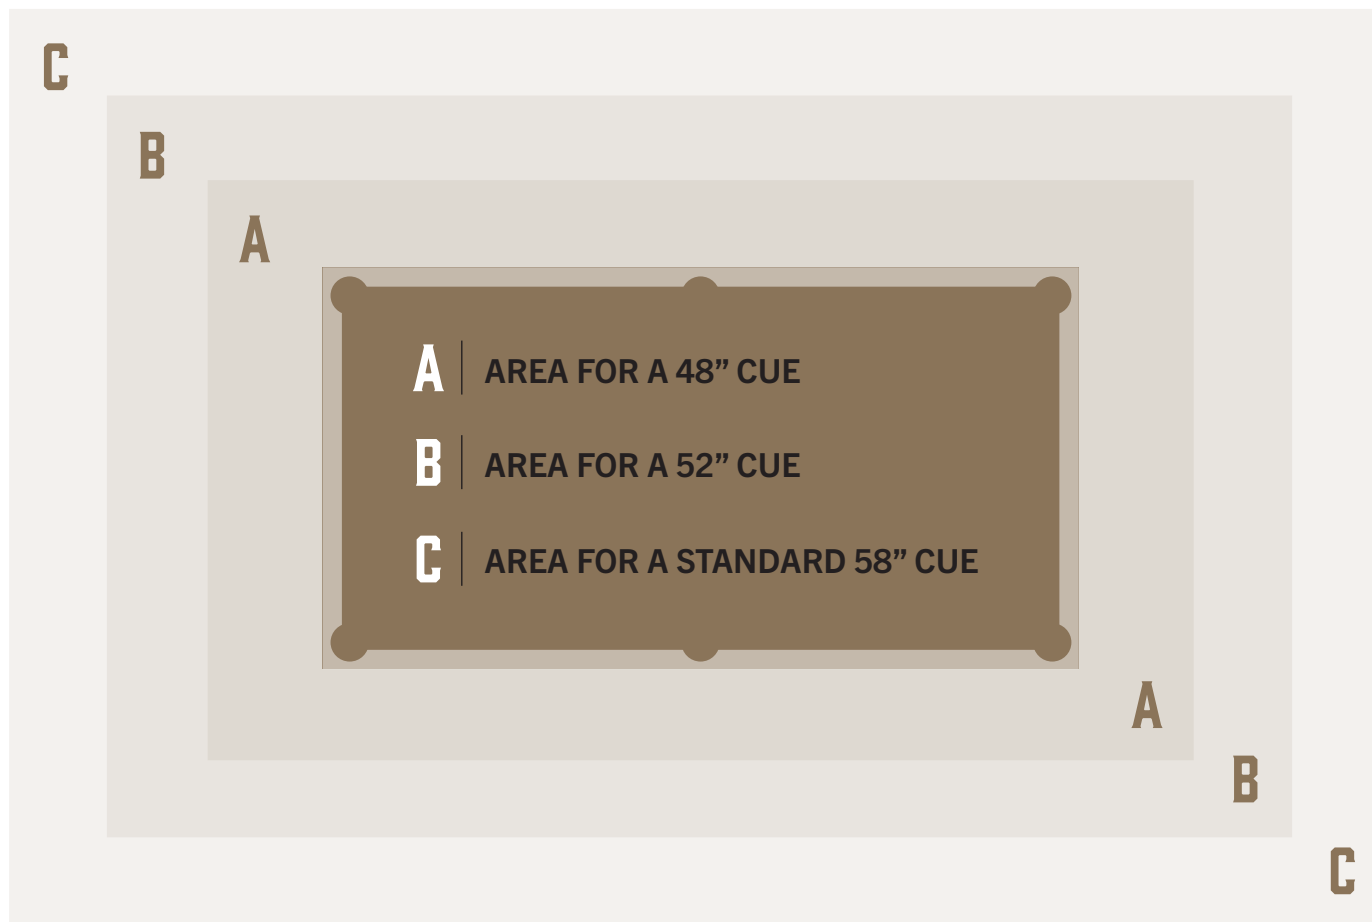 C
B
A
A | AREA FOR A 48” CUE
B | AREA FOR A 52” CUE
C | AREA FOR A STANDARD 58” CUE
A
B
C